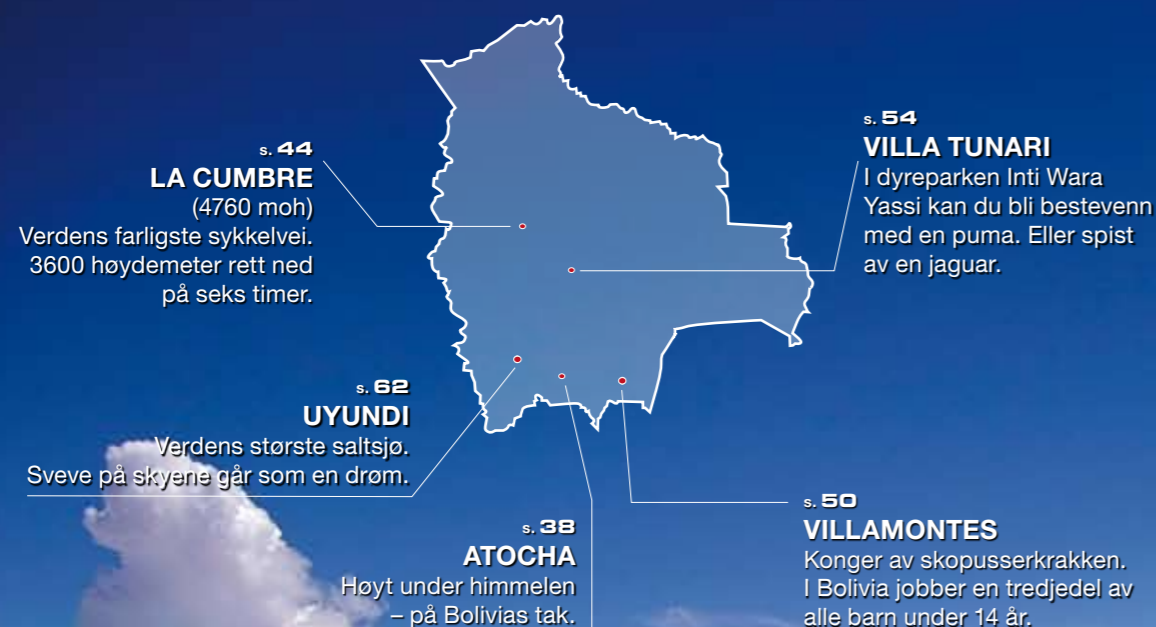 s. 44
LA CUMBRE
(4760 moh)
Verdens farligste sykkelvei.
3600 høydemeter rett ned
på seks timer.
s. 54
VILLA TUNARI
I dyreparken Inti Wara
Yassi kan du bli bestevenn
med en puma. Eller spist
av en jaguar.
s. 62
UYUNDI
Verdens største saltsjø.
Sveve på skyene går som en drøm.
s. 38
ATOCHA
Høyt under himmelen
– på Bolivias tak.
s. 50
VILLAMONTES
Konger av skopusserkrakken.
I Bolivia jobber en tredjedel av
alle barn under 14 år.